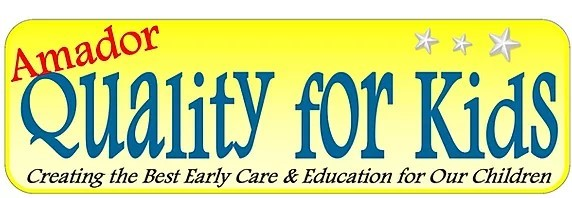 Amador
Quality for Kids
Creating the Best Early Care & Education for Our Children